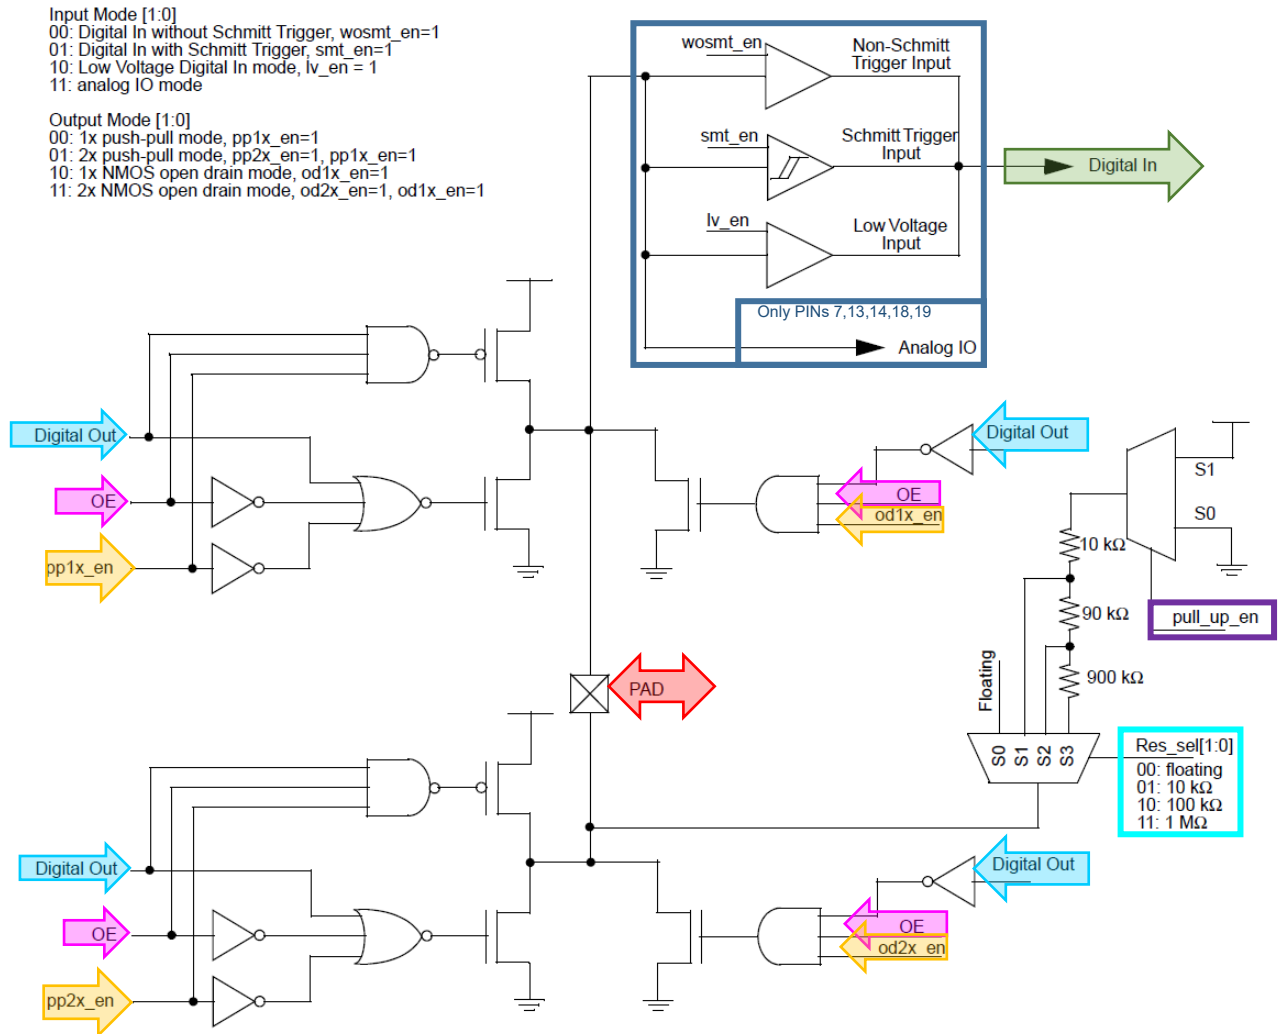 Input Mode [1:0]
00: Digital In without Schmitt Trigger, wosmt_en=1
01: Digital In with Schmitt Trigger, smt_en=1
10: Low Voltage Digital In mode, lv_en = 1
11: analog IO mode
Output Mode [1:0]
00: 1x push-pull mode, pp1x_en=1
01: 2x push-pull mode, pp2x_en=1, pp1x_en=1
10: 1x NMOS open drain mode, od1x_en=1
11: 2x NMOS open drain mode, od2x_en=1, od1x_en=1
wosmt_en
Non-Schmitt
Trigger Input
smt_en
Schmitt Trigger
Input
Digital In
lv_en
Low Voltage
Input
Only PINs 7,13,14,18,19
Analog IO
Digital Out
OE
pp1x_en
Digital Out
OE
od1x_en
S1
S0
10 kΩ
90 kΩ
900 kΩ
pull_up_en
Floating
S0
S1
S2
S3
Res_sel[1:0]
00: floating
01: 10 kΩ
10: 100 kΩ
11: 1 MΩ
PAD
Digital Out
OE
pp2x_en
Digital Out
OE
od2x_en